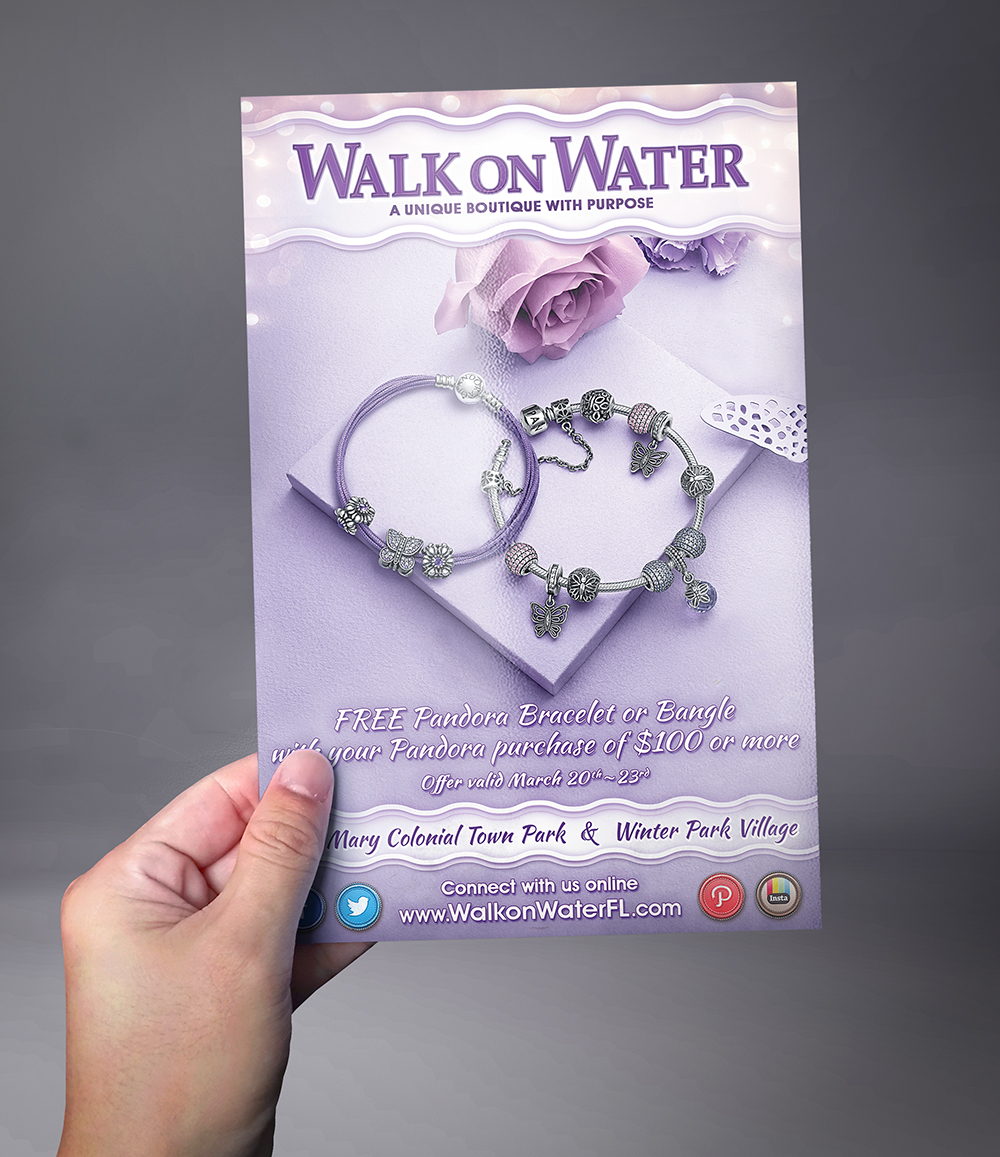 WALK ON WATER
A UNIQUE BOUTIQUE WITH PURPOSE
FREE Pandora Bracelet or Bangle
with your Pandora purchase of $100 or more
Offer valid March 20th ~ 23rd
Mary Colonial Town Park & Winter Park Village
Connect with us online
www.WalkonWaterFL.com
Insta